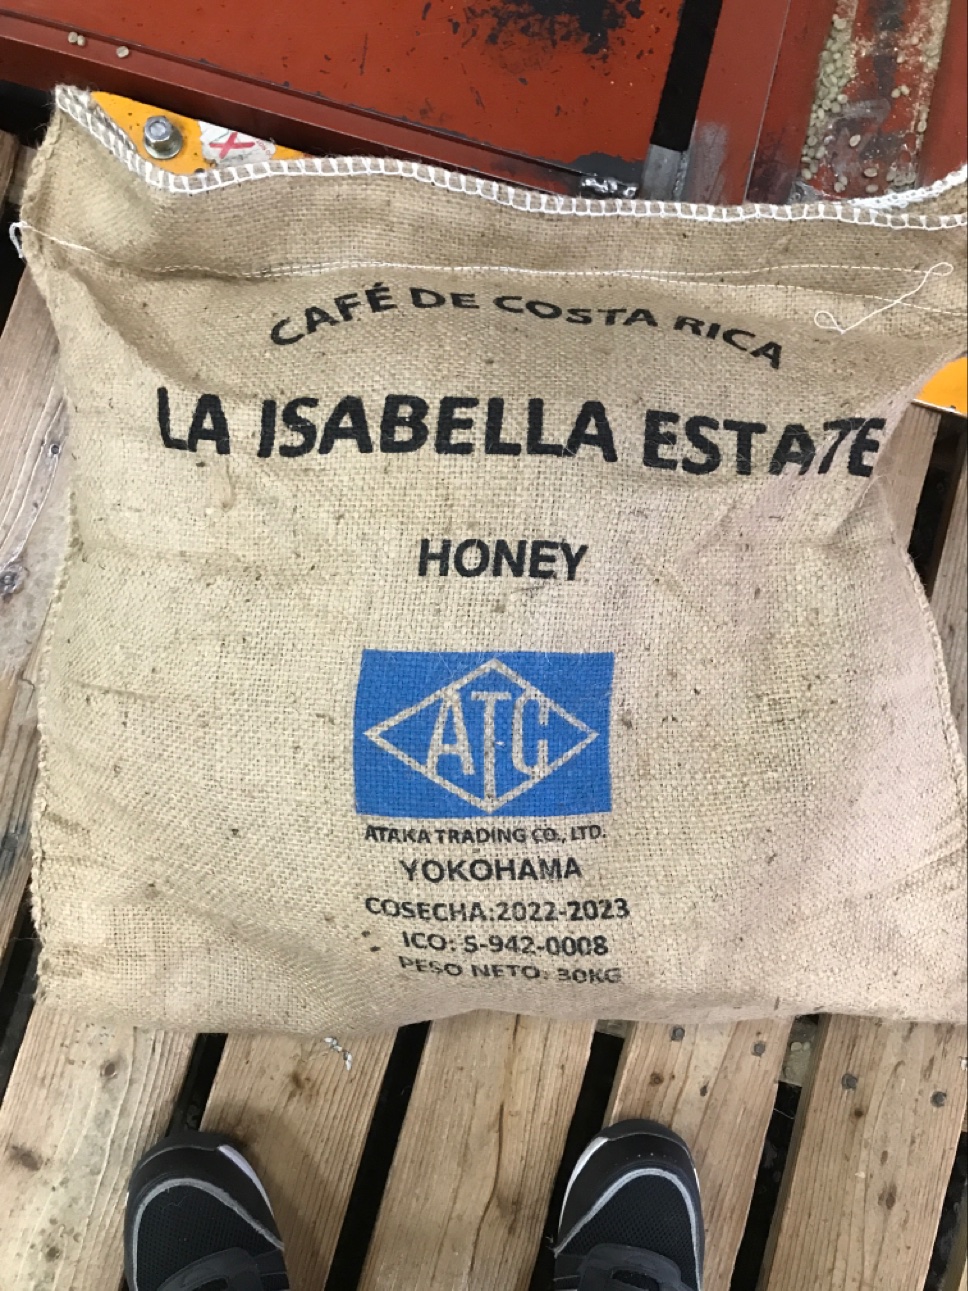 CAFÉ DE COSTA RICA
LA ISABELLA ESTATE
HONEY
ATC
ATAKA TRADING CO., LTD.
YOKOHAMA
COSECHA:2022-2023
ICO: 5-942-0008
PESO NETO: 30KG